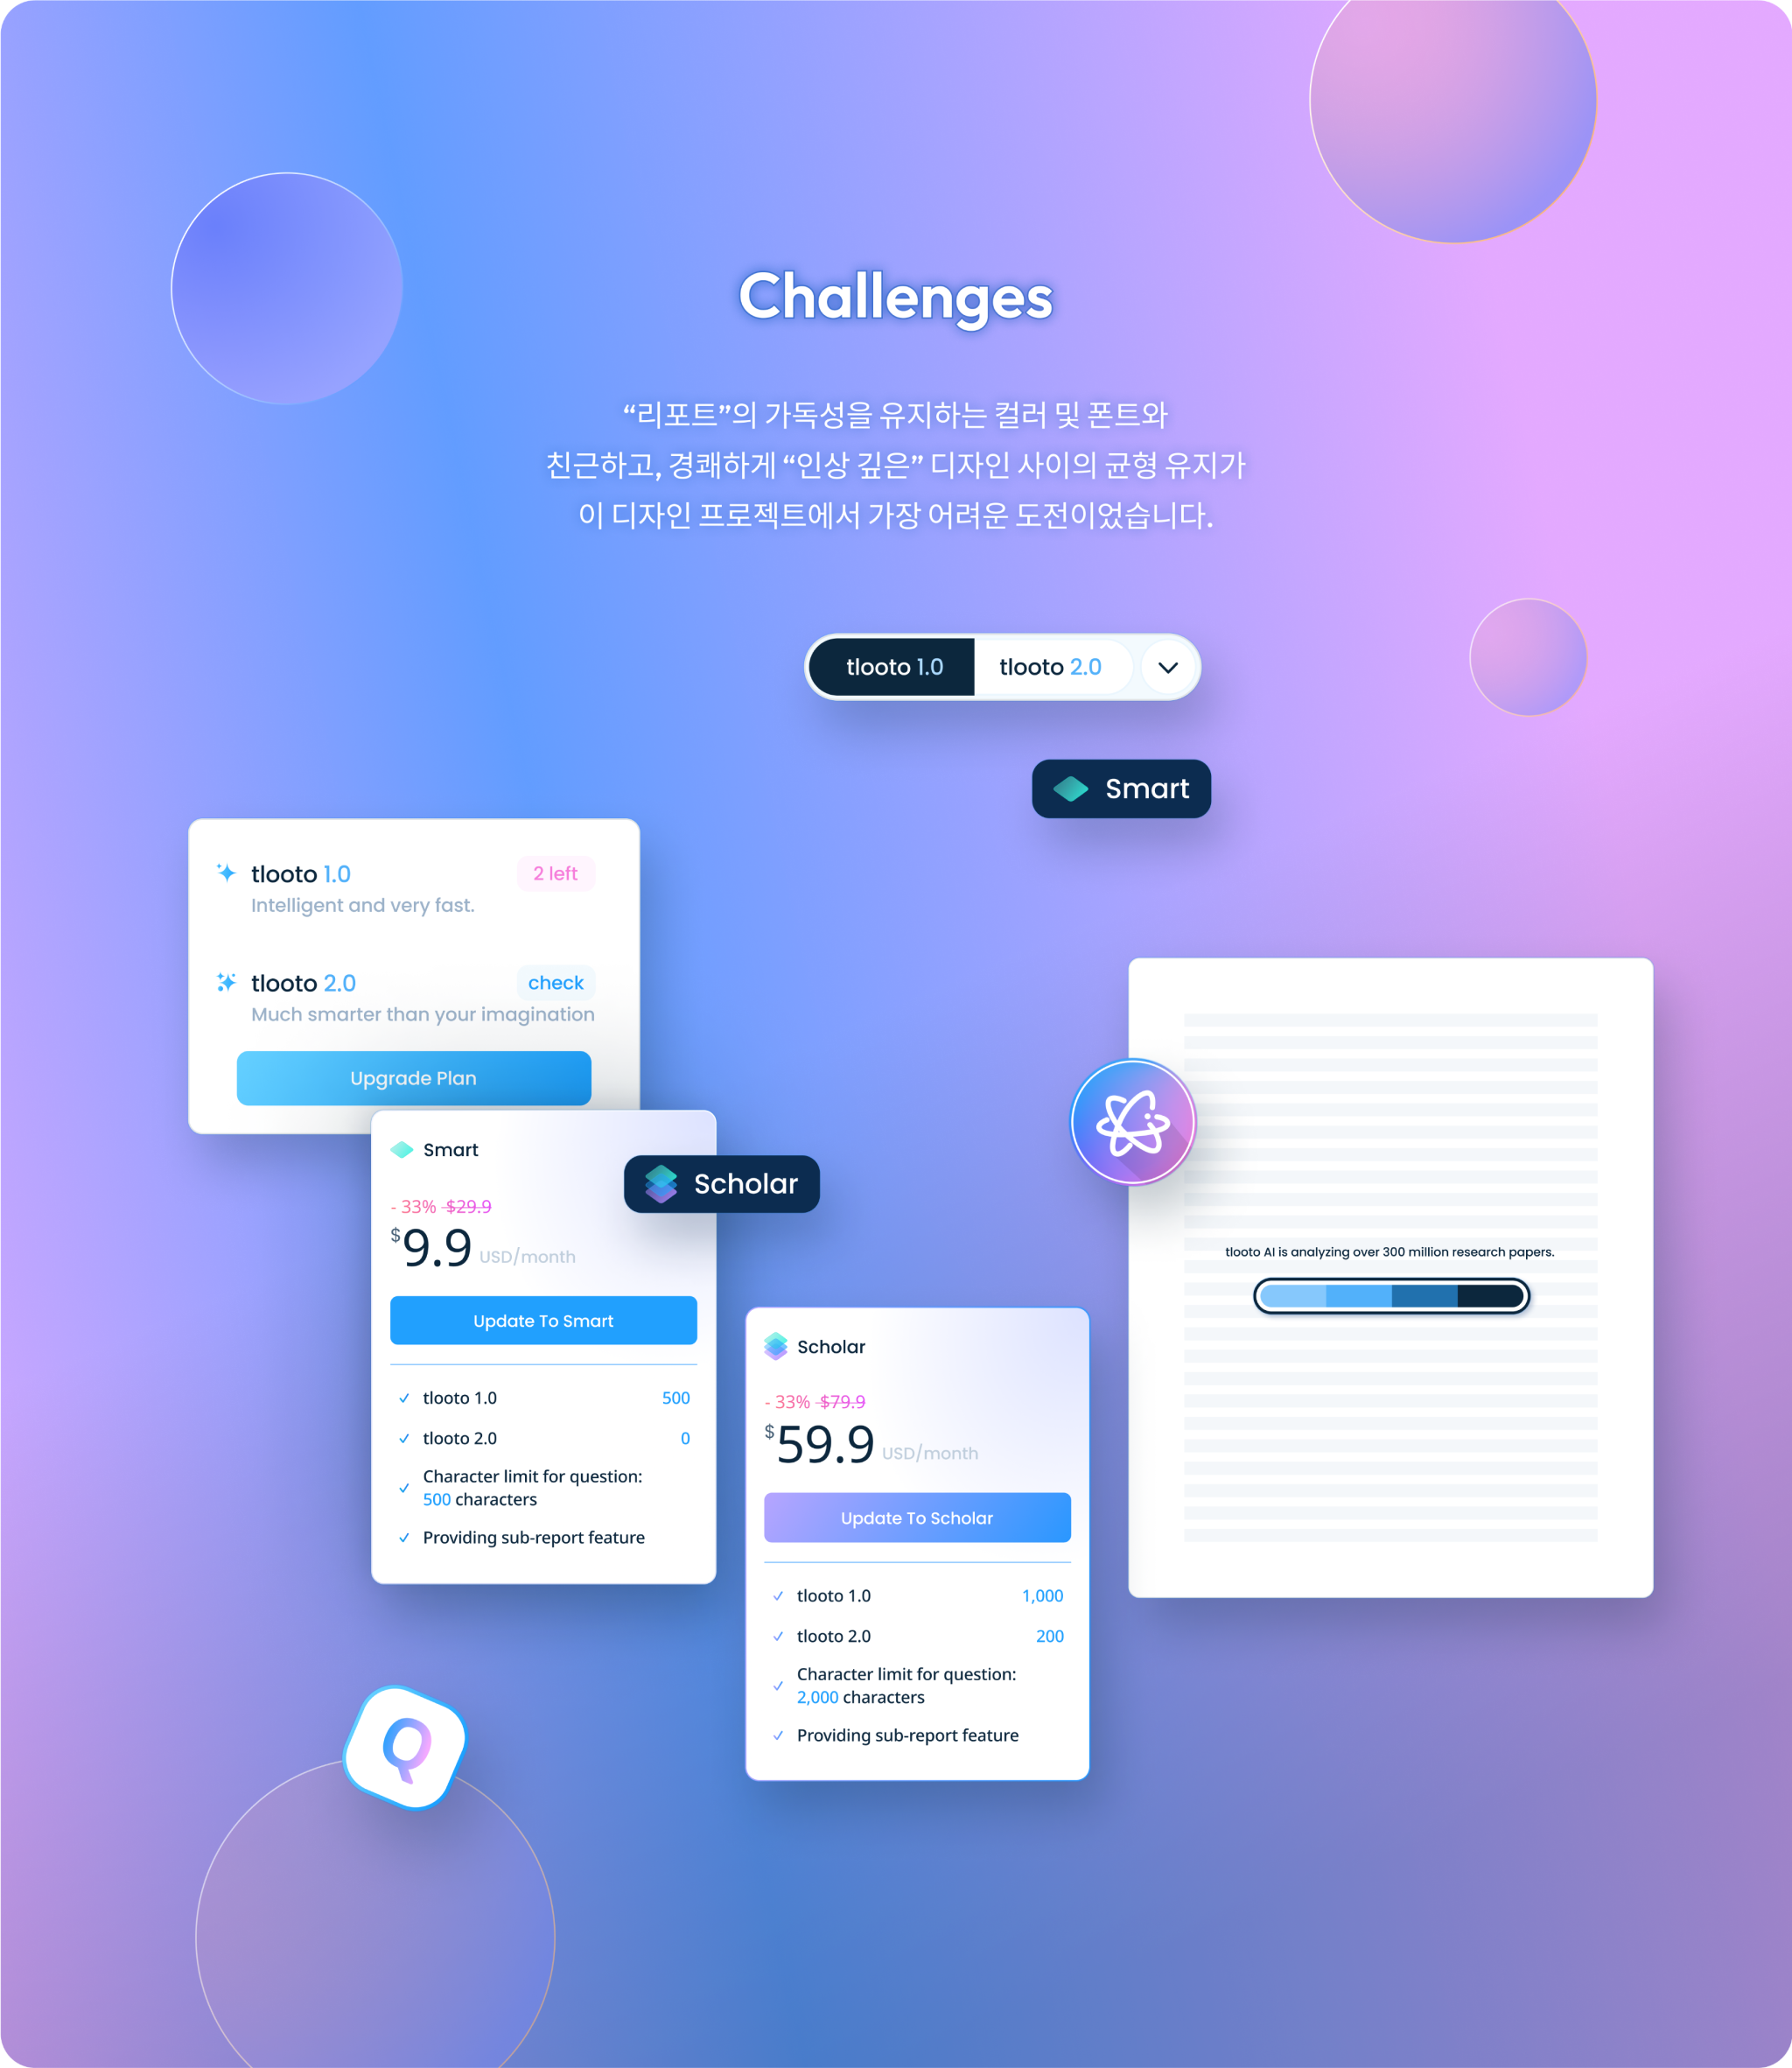 Challenges
“리포트”의 가독성을 유지하는 컬러 및 폰트와
친근하고, 경쾌하게 “인상 깊은” 디자인 사이의 균형 유지가
이 디자인 프로젝트에서 가장 어려운 도전이었습니다.
tlooto 1.0
tlooto 2.0
Smart
tlooto 1.0
2 left
Intelligent and very fast.
tlooto 2.0
check
Much smarter than your imagination
Upgrade Plan
Smart
- 33% $29.9
$9.9 USD/month
Update To Smart
tlooto 1.0 500
tlooto 2.0 0
Character limit for question:
500 characters
Providing sub-report feature
Scholar
Scholar
- 33% $79.9
$59.9 USD/month
Update To Scholar
tlooto 1.0 1,000
tlooto 2.0 200
Character limit for question:
2,000 characters
Providing sub-report feature
tlooto AI is analyzing over 300 million research papers.
Q